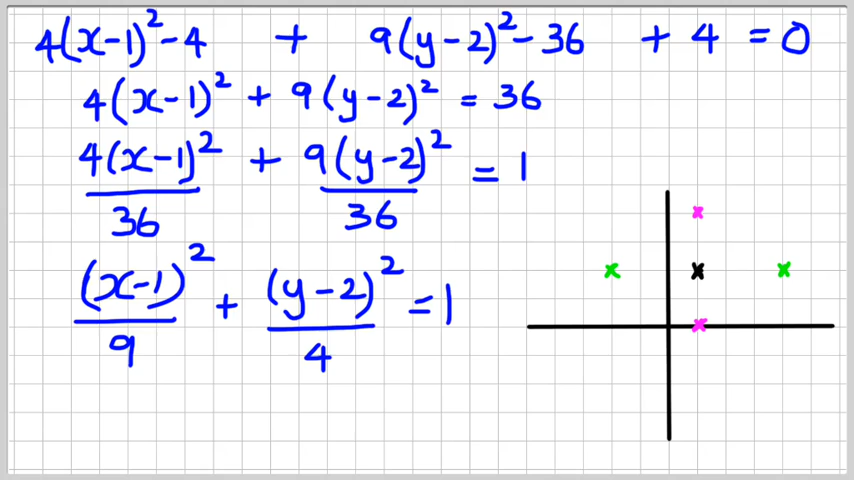 4(x-1)²-4 + 9(y-2)²-36 + 4 = 0
4(x-1)² + 9(y-2)² = 36
4(x-1)²/36 + 9(y-2)²/36 = 1
(x-1)²/9 + (y-2)²/4 = 1